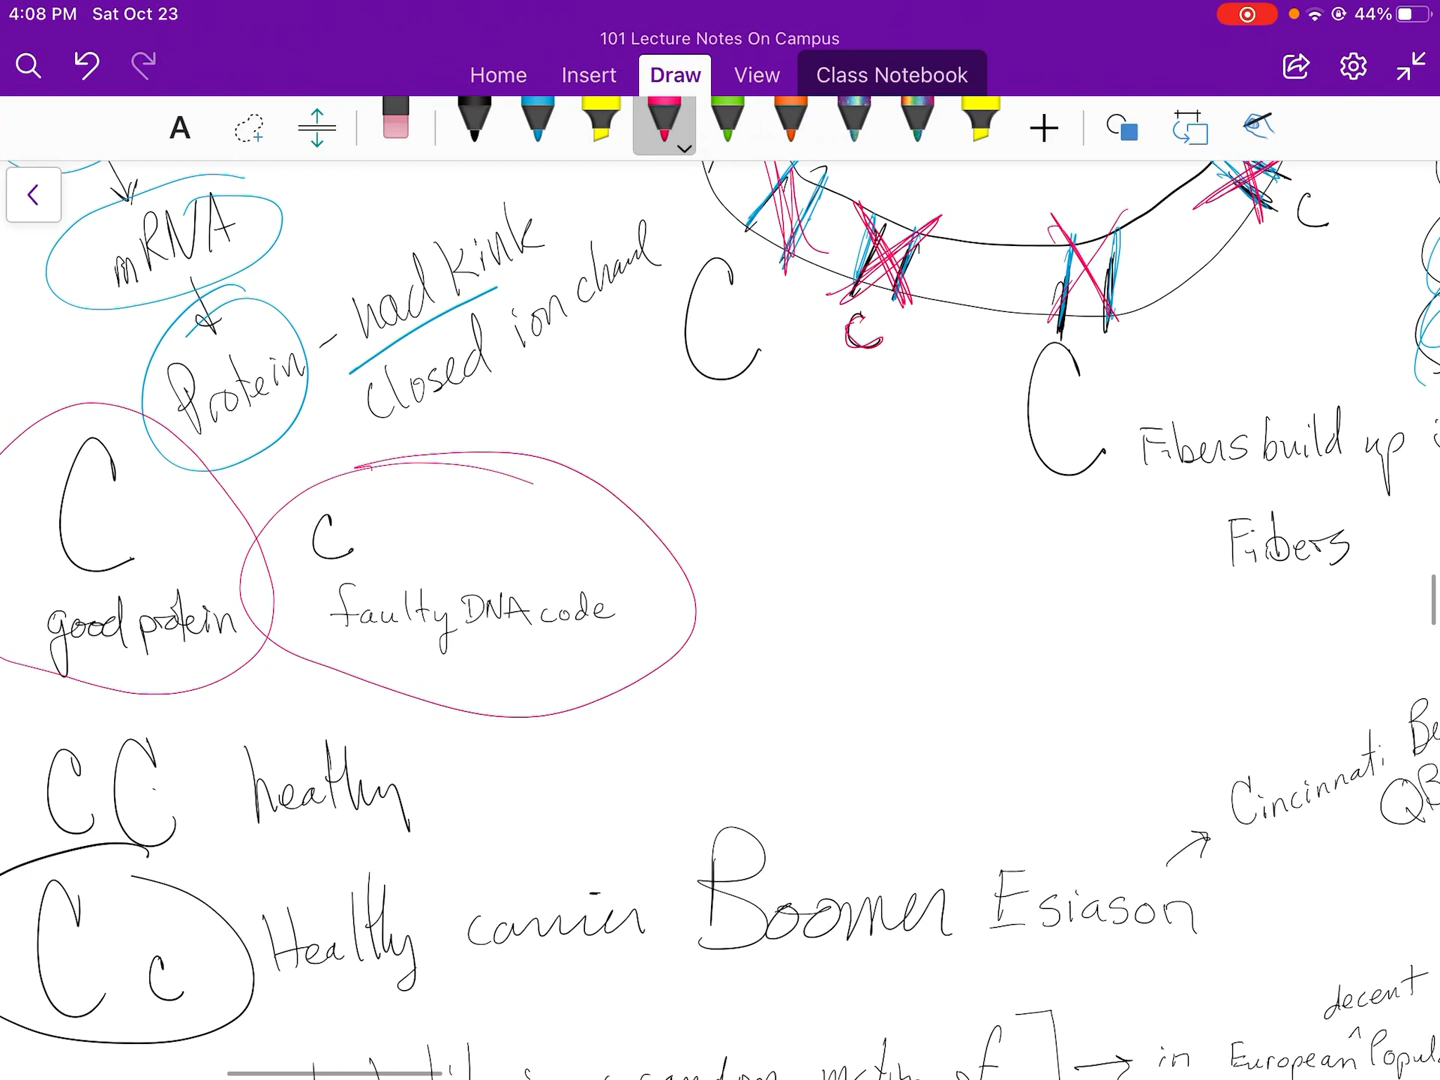 4:08 PM Sat Oct 23
44%
101 Lecture Notes On Campus
Home Insert Draw View Class Notebook
A
mRNA
Protein - had kink
closed ion chanl
C
c
C
c
Fibers build up
Fibers
C
good protein
c
faulty DNA code
CC healthy
Cincinnati Be
QB
Cc Healthy carrier Boomer Esiason
decent
in European ^ Popul